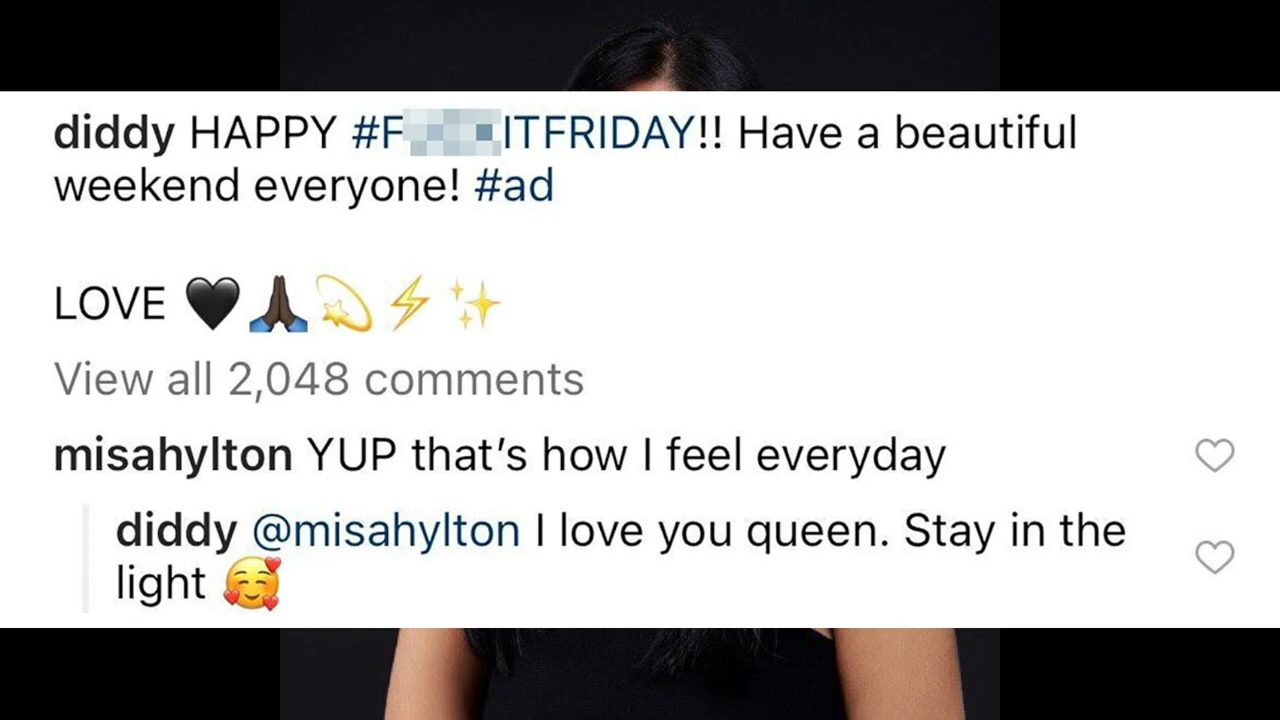 diddy HAPPY #F ITFRIDAY!! Have a beautiful
weekend everyone! #ad
LOVE 🖤🙏🏿💫⚡✨
View all 2,048 comments
misahylton YUP that's how I feel everyday
diddy @misahylton I love you queen. Stay in the
light 🥰